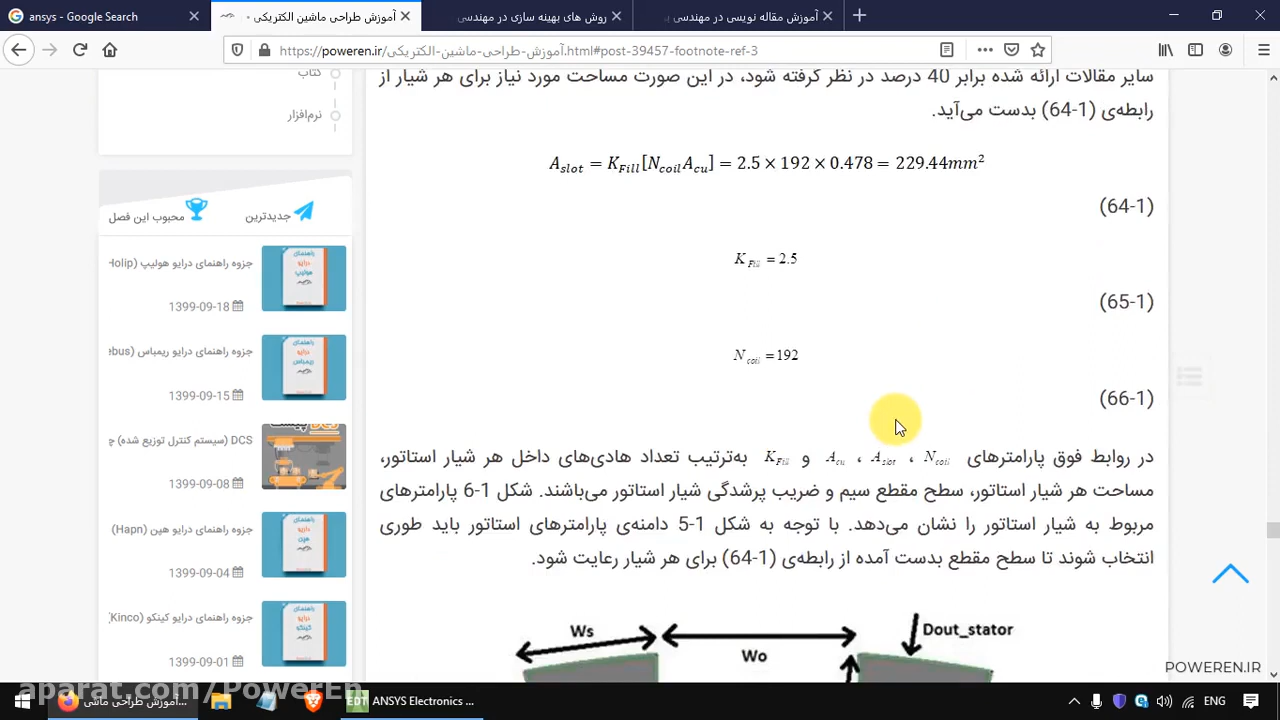 ansys - Google Search
آموزش طراحی ماشین الکتریکی -
روش های بهینه سازی در مهندسی
آموزش مقاله نویسی در مهندسی
https://poweren.ir/آموزش-طراحی-ماشین-الکتریکی.html#post-39457-footnote-ref-3
کتاب
نرم‌افزار
جدیدترین
محبوب این فصل
جزوه راهنمای درایو هولیپ (Holip
1399-09-18
جزوه راهنمای درایو ریمباس (ebus
1399-09-15
DCS (سیستم کنترل توزیع شده) چ
1399-09-08
جزوه راهنمای درایو هپن (Hapn)
1399-09-04
جزوه راهنمای درایو کینکو (Kinco)
1399-09-01
سایر مقالات ارائه شده برابر 40 درصد در نظر گرفته شود، در این صورت مساحت مورد نیاز برای هر شیار از
رابطه‌ی (1-64) بدست می‌آید.
A_slot = K_Fill[N_coil A_cu] = 2.5 × 192 × 0.478 = 229.44mm²
(64-1)
K_Fill = 2.5
(65-1)
N_coil = 192
(66-1)
در روابط فوق پارامترهای N_coil ، A_slot ، A_cu و K_Fill به‌ترتیب تعداد هادی‌های داخل هر شیار استاتور،
مساحت هر شیار استاتور، سطح مقطع سیم و ضریب پرشدگی شیار استاتور می‌باشند. شکل 1-6 پارامترهای
مربوط به شیار استاتور را نشان می‌دهد. با توجه به شکل 1-5 دامنه‌ی پارامترهای استاتور باید طوری
انتخاب شوند تا سطح مقطع بدست آمده از رابطه‌ی (1-64) برای هر شیار رعایت شود.
Ws
Wo
Dout_stator
POWEREN.IR
aparat.com/PowerEn
آموزش طراحی ماشی...
ANSYS Electronics ...
ENG